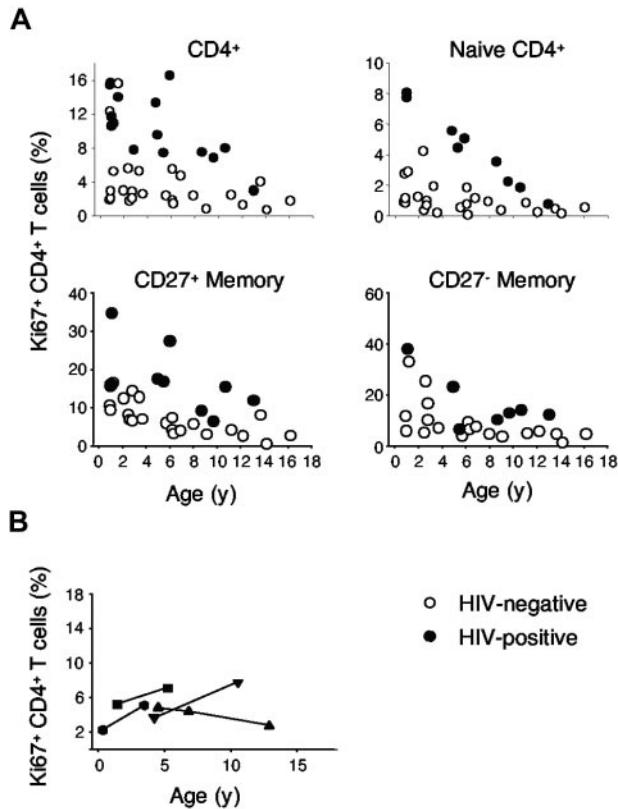 A
CD4+
Naive CD4+
16
12
8
4
0
10
8
6
4
2
0
Ki67+ CD4+ T cells (%)
CD27+ Memory
CD27- Memory
40
30
20
10
0
60
40
20
0
0 2 4 6 8 10 12 14 16 18
0 2 4 6 8 10 12 14 16 18
Age (y)
Age (y)
B
Ki67+ CD4+ T cells (%)
18
14
10
6
2
0 5 10 15
Age (y)
HIV-negative
HIV-positive